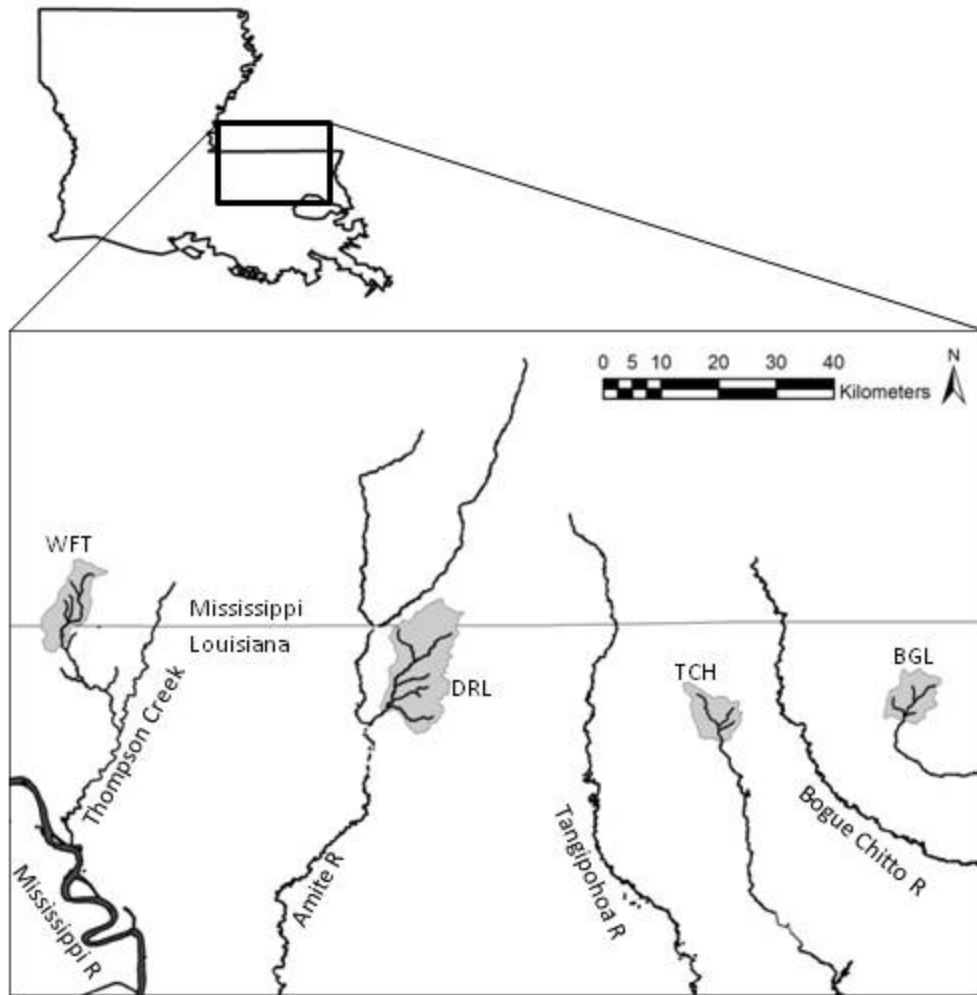 0 5 10 20 30 40
N
Kilometers
WFT
Mississippi
Louisiana
DRL
TCH
BGL
Thompson Creek
Mississippi R
Amite R
Tangipohoa R
Bogue Chitto R